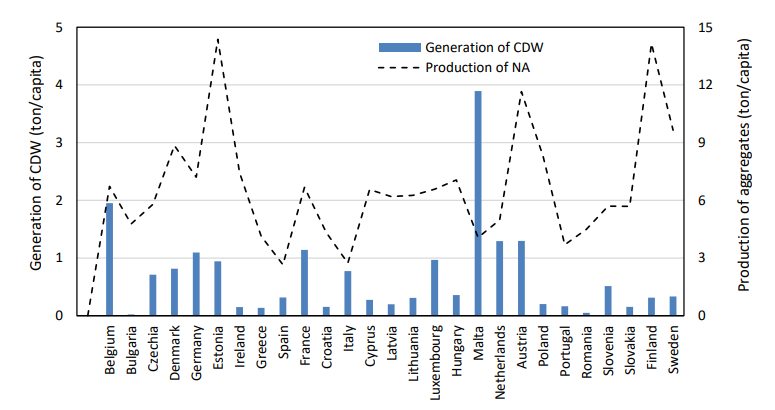 Generation of CDW (ton/capita)
5
4
3
2
1
0
Generation of CDW
Production of NA
15
12
9
6
3
0
Production of aggregates (ton/capita)
Belgium
Bulgaria
Czechia
Denmark
Germany
Estonia
Ireland
Greece
Spain
France
Croatia
Italy
Cyprus
Latvia
Lithuania
Luxembourg
Hungary
Malta
Netherlands
Austria
Poland
Portugal
Romania
Slovenia
Slovakia
Finland
Sweden